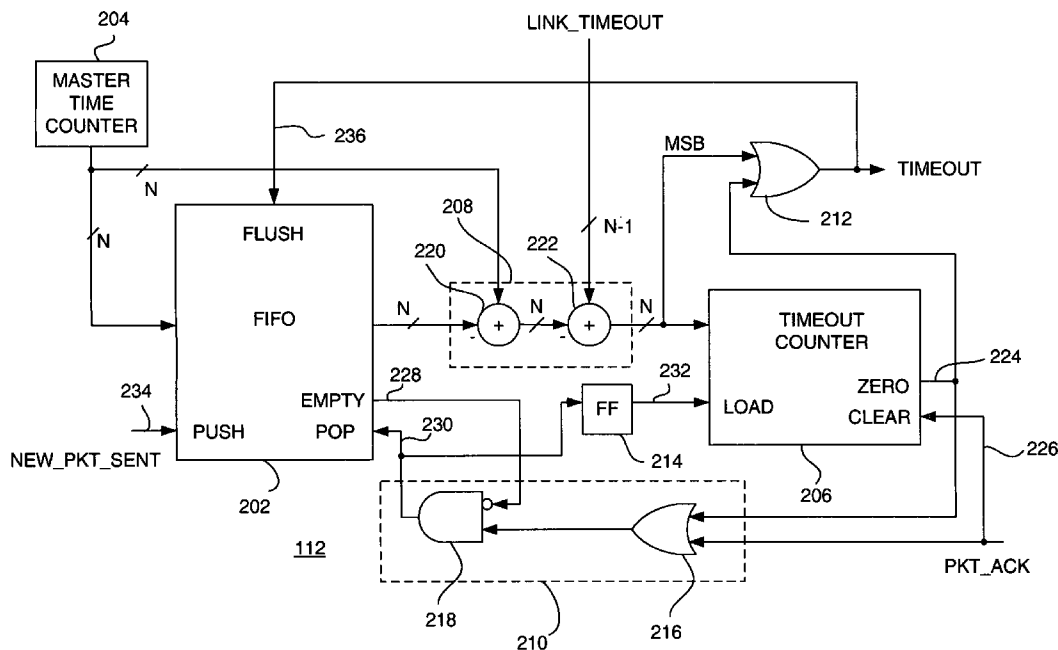 204
LINK_TIMEOUT
MASTER
TIME
COUNTER
236
MSB
TIMEOUT
N
N
208
212
FLUSH
220
222
N-1
FIFO
N
+
-
N
+
-
N
TIMEOUT
COUNTER
224
228
232
ZERO
234
EMPTY
230
FF
LOAD
CLEAR
PUSH
POP
226
NEW_PKT_SENT
214
202
206
112
PKT_ACK
218
210
216